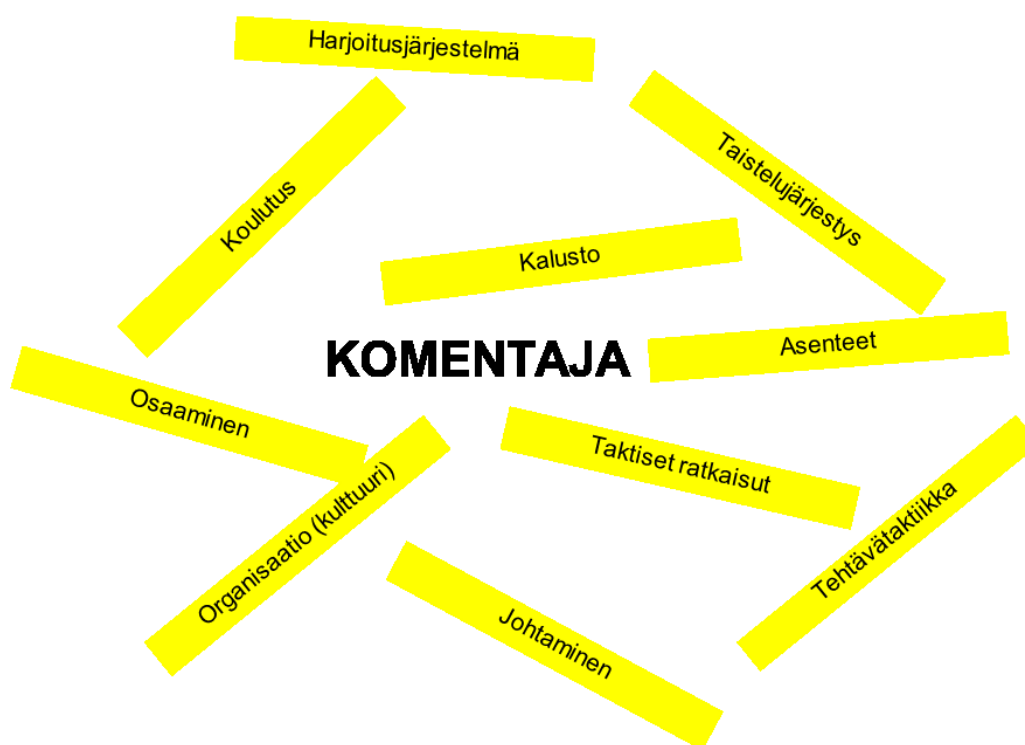 Harjoitusjärjestelmä
Taistelujärjestys
Koulutus
Kalusto
Asenteet
KOMENTAJA
Osaaminen
Taktiset ratkaisut
Organisaatio (kulttuuri)
Tehtävätaktiikka
Johtaminen